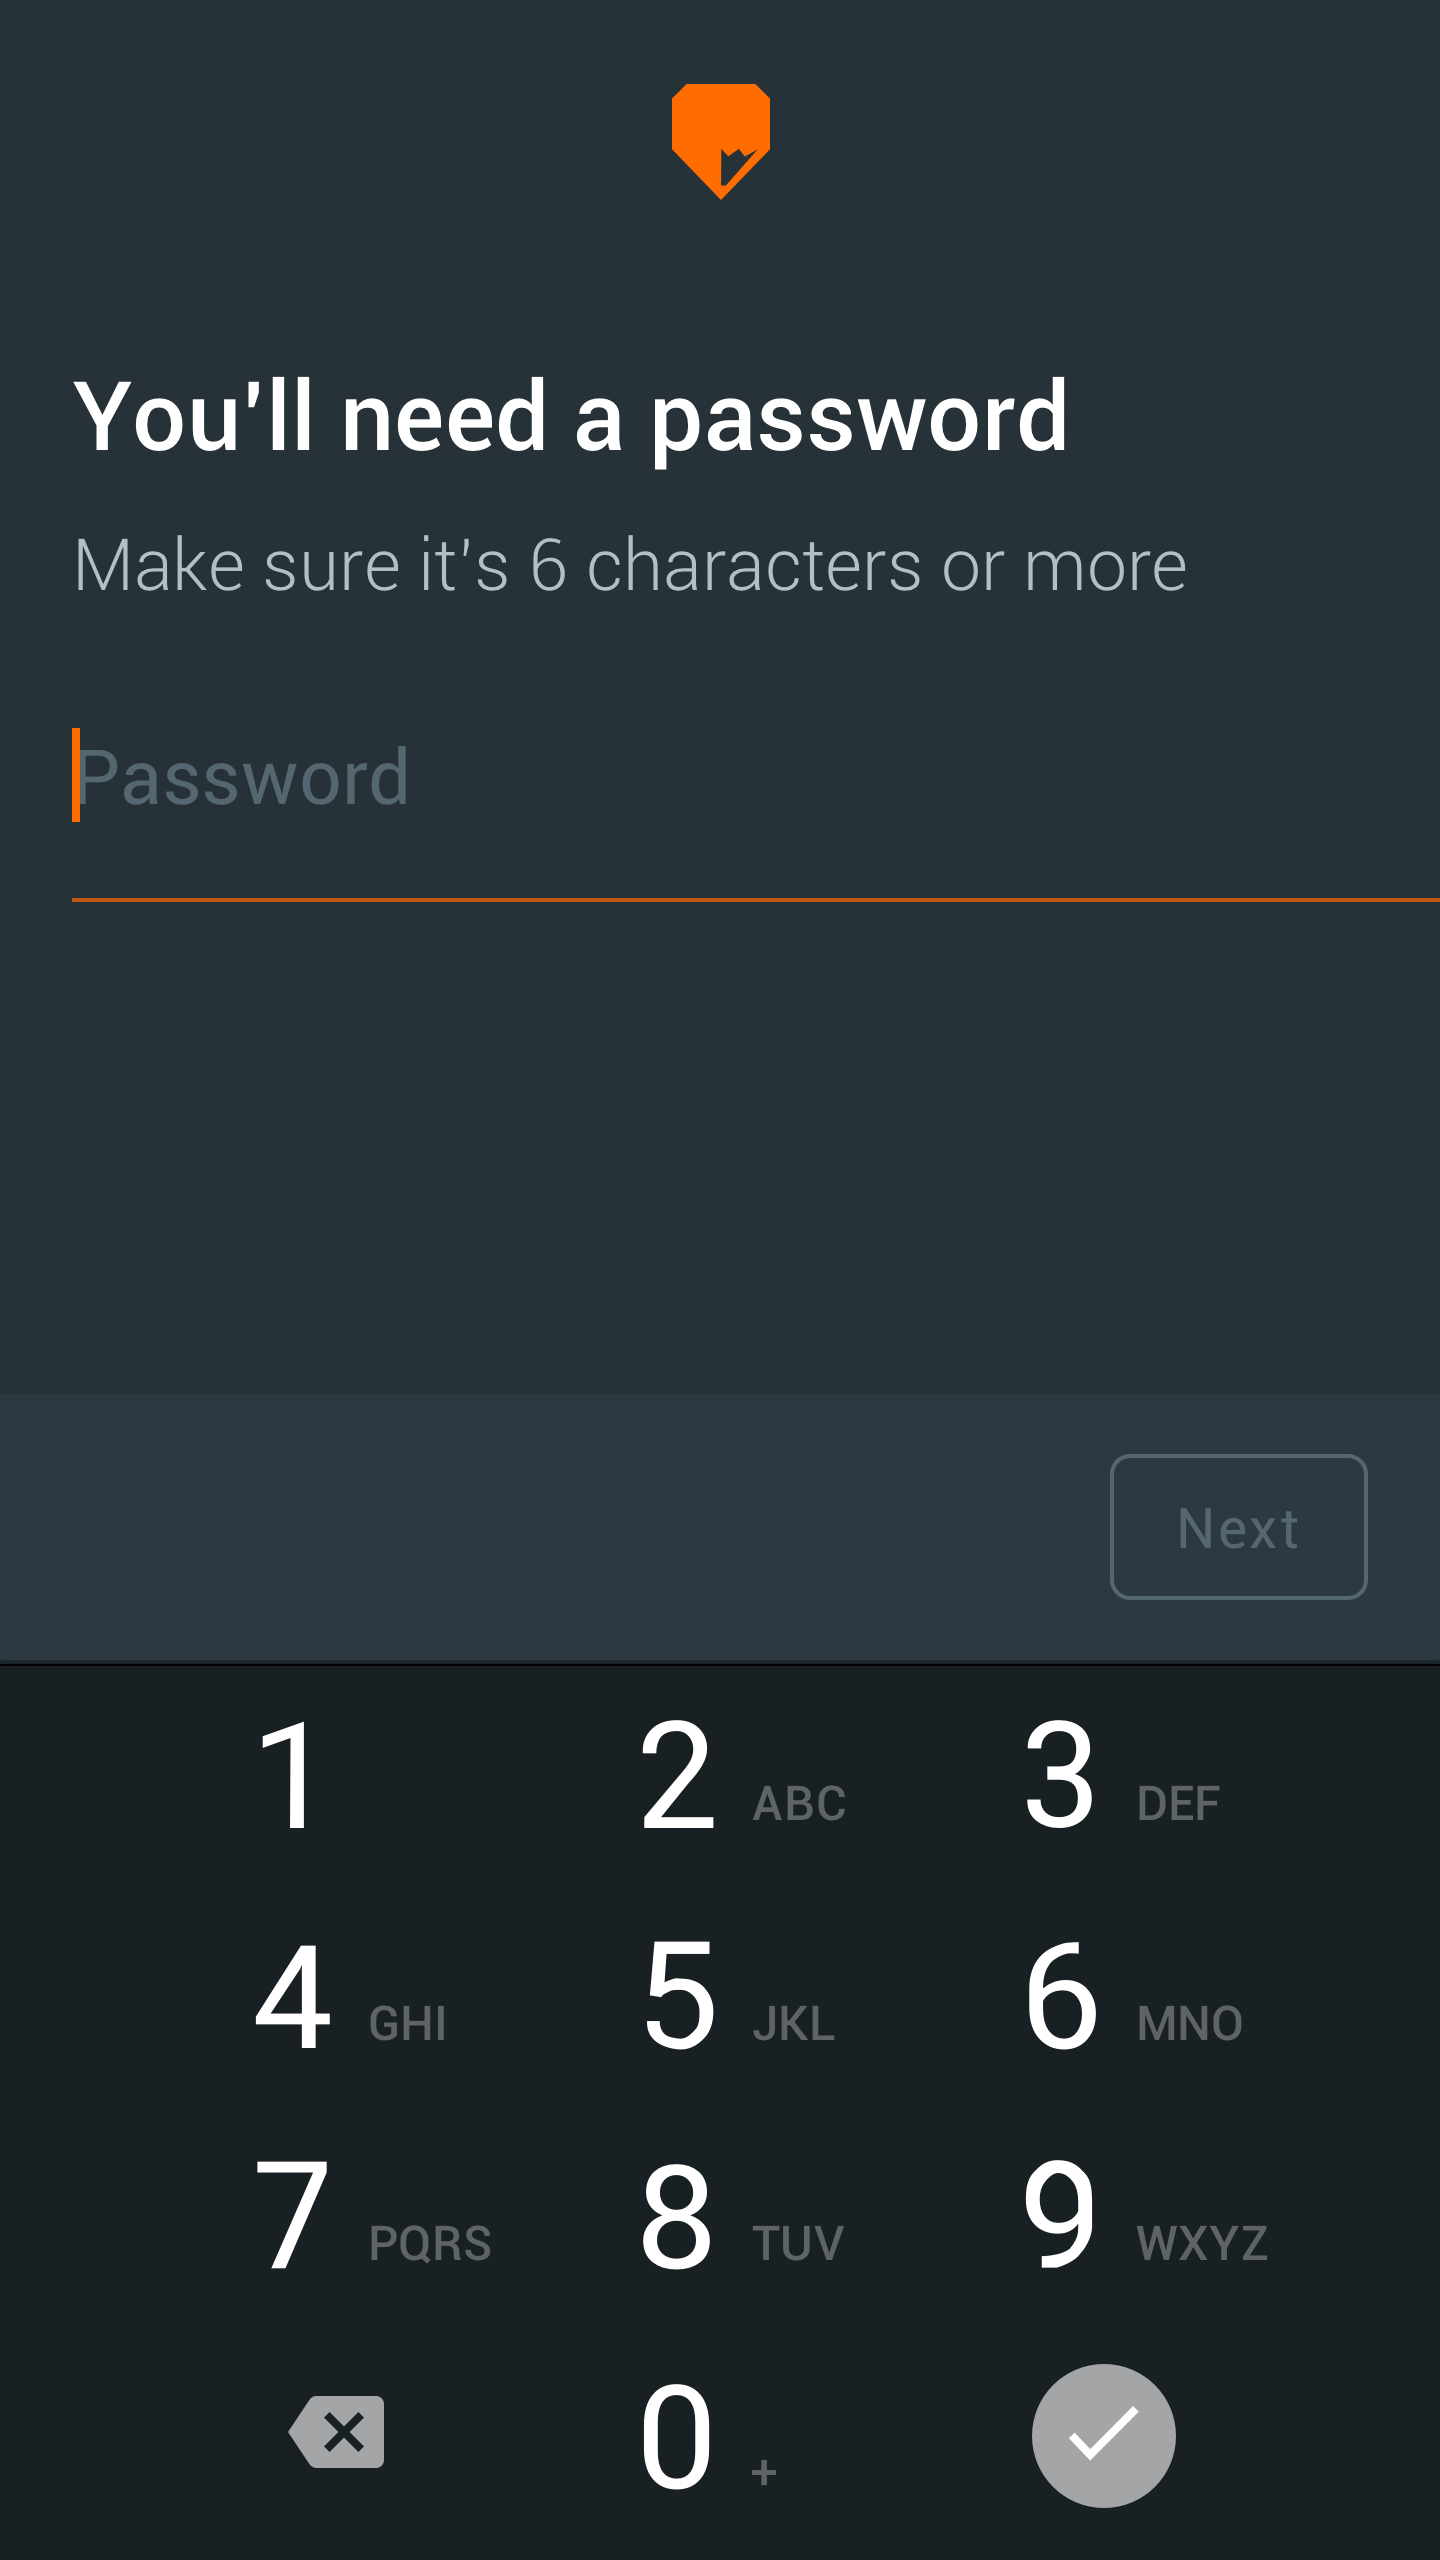 You'll need a password
Make sure it's 6 characters or more
Password
Next
1
2 ABC
3 DEF
4 GHI
5 JKL
6 MNO
7 PQRS
8 TUV
9 WXYZ
0 +